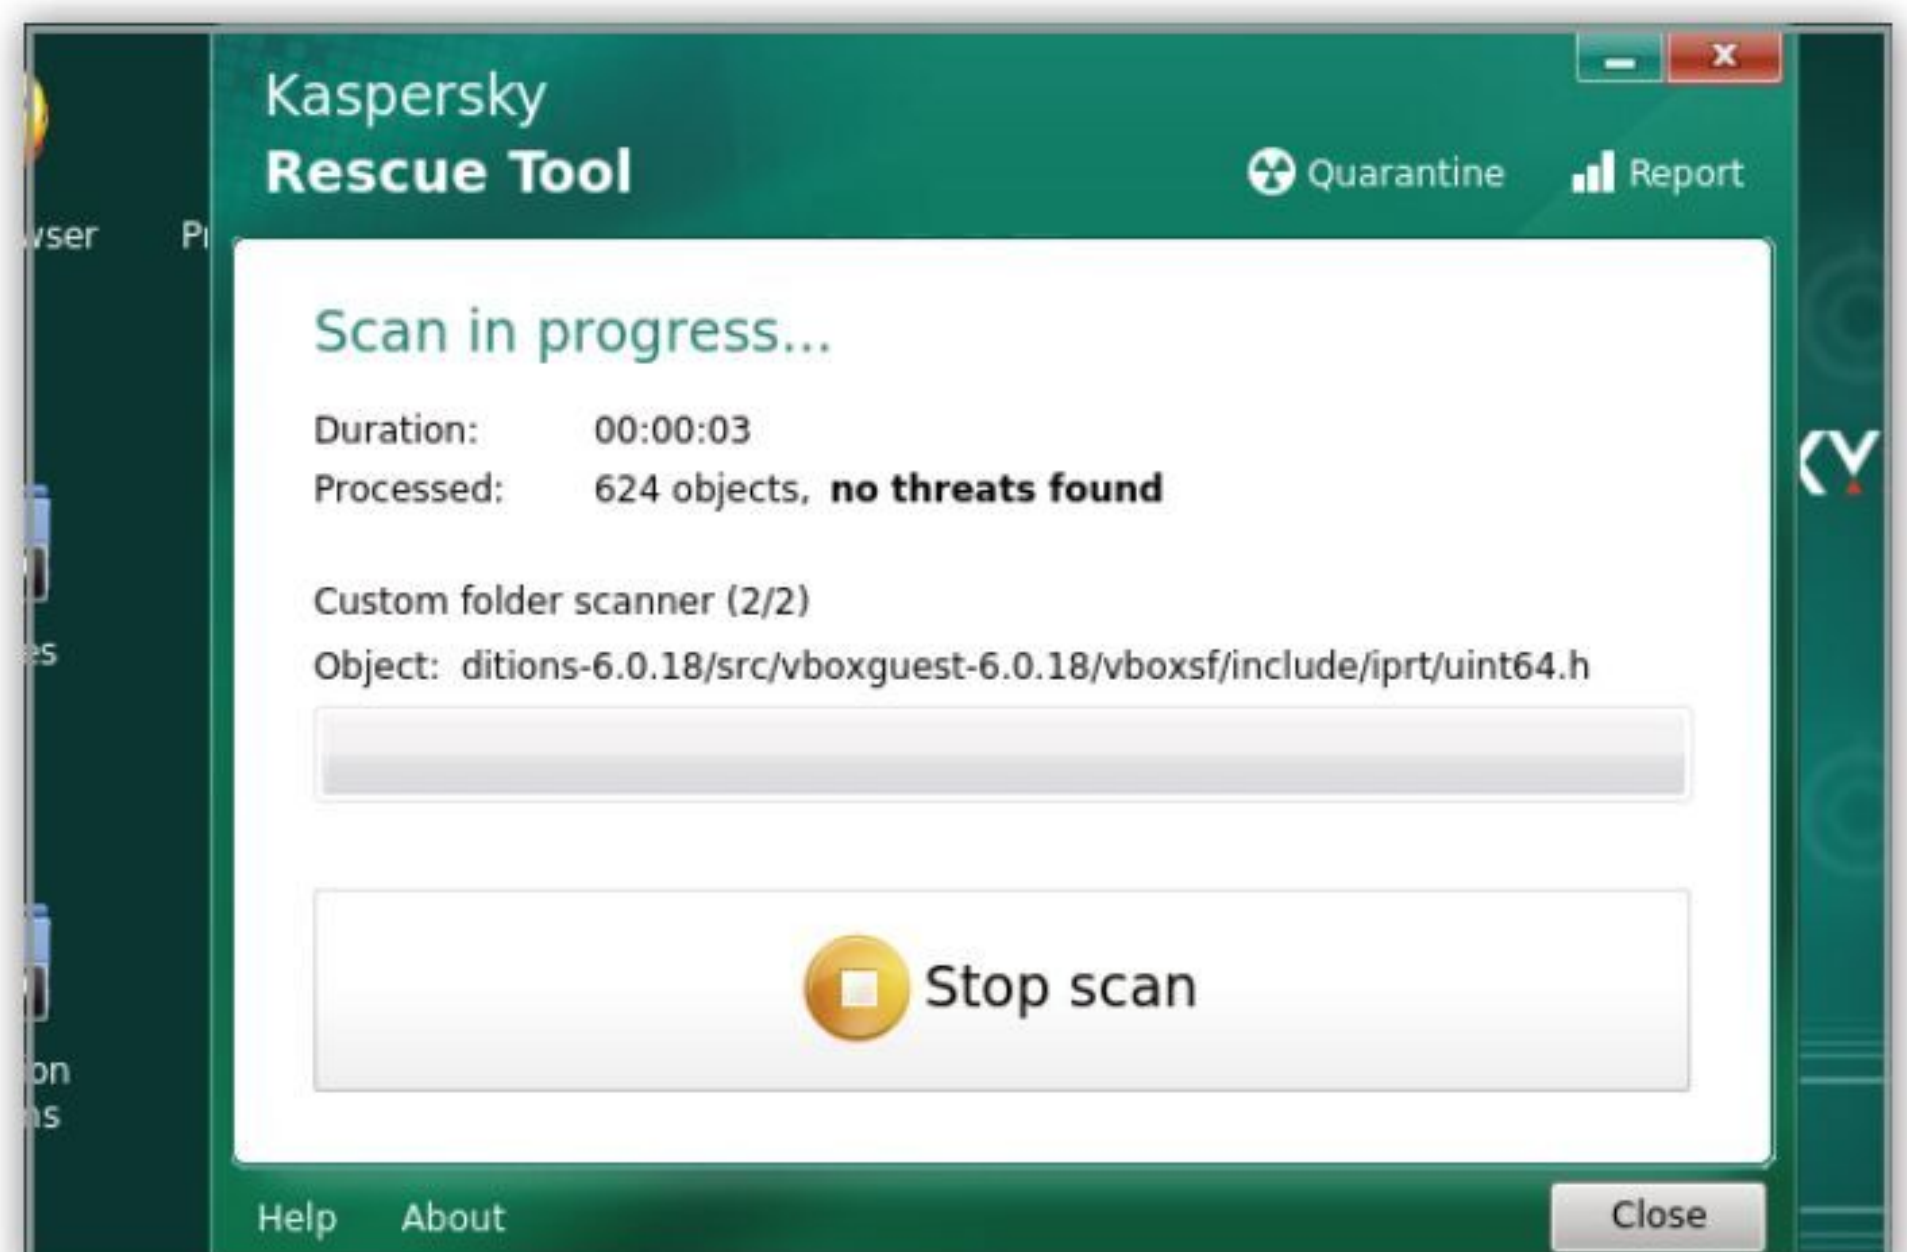 Kaspersky
Rescue Tool
Quarantine
Report
Scan in progress...
Duration: 00:00:03
Processed: 624 objects, no threats found
Custom folder scanner (2/2)
Object: ditions-6.0.18/src/vboxguest-6.0.18/vboxsf/include/iprt/uint64.h
Stop scan
Help About
Close